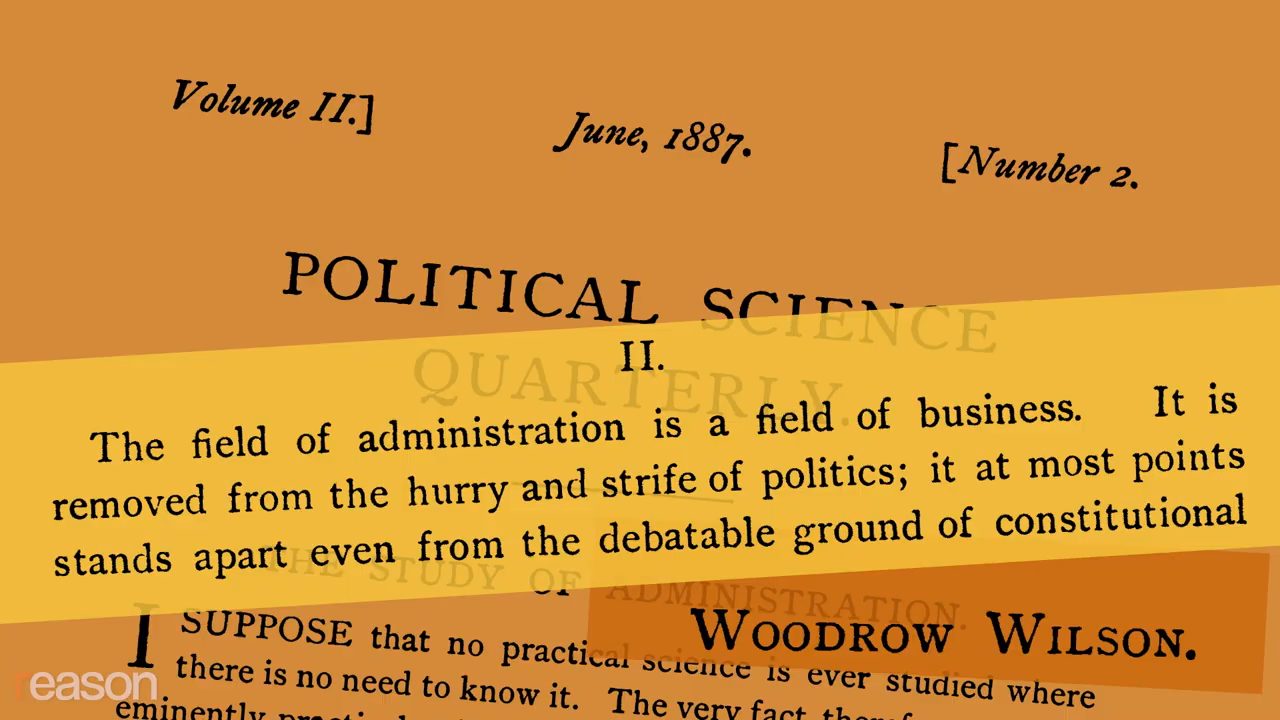 Volume II.] June, 1887. [Number 2.
POLITICAL SCIENCE
QUARTERLY.
II.
The field of administration is a field of business. It is
removed from the hurry and strife of politics; it at most points
stands apart even from the debatable ground of constitutional
THE STUDY OF ADMINISTRATION.
WOODROW WILSON.
I SUPPOSE that no practical science is ever studied where
there is no need to know it. The very fact,
eminently
reason